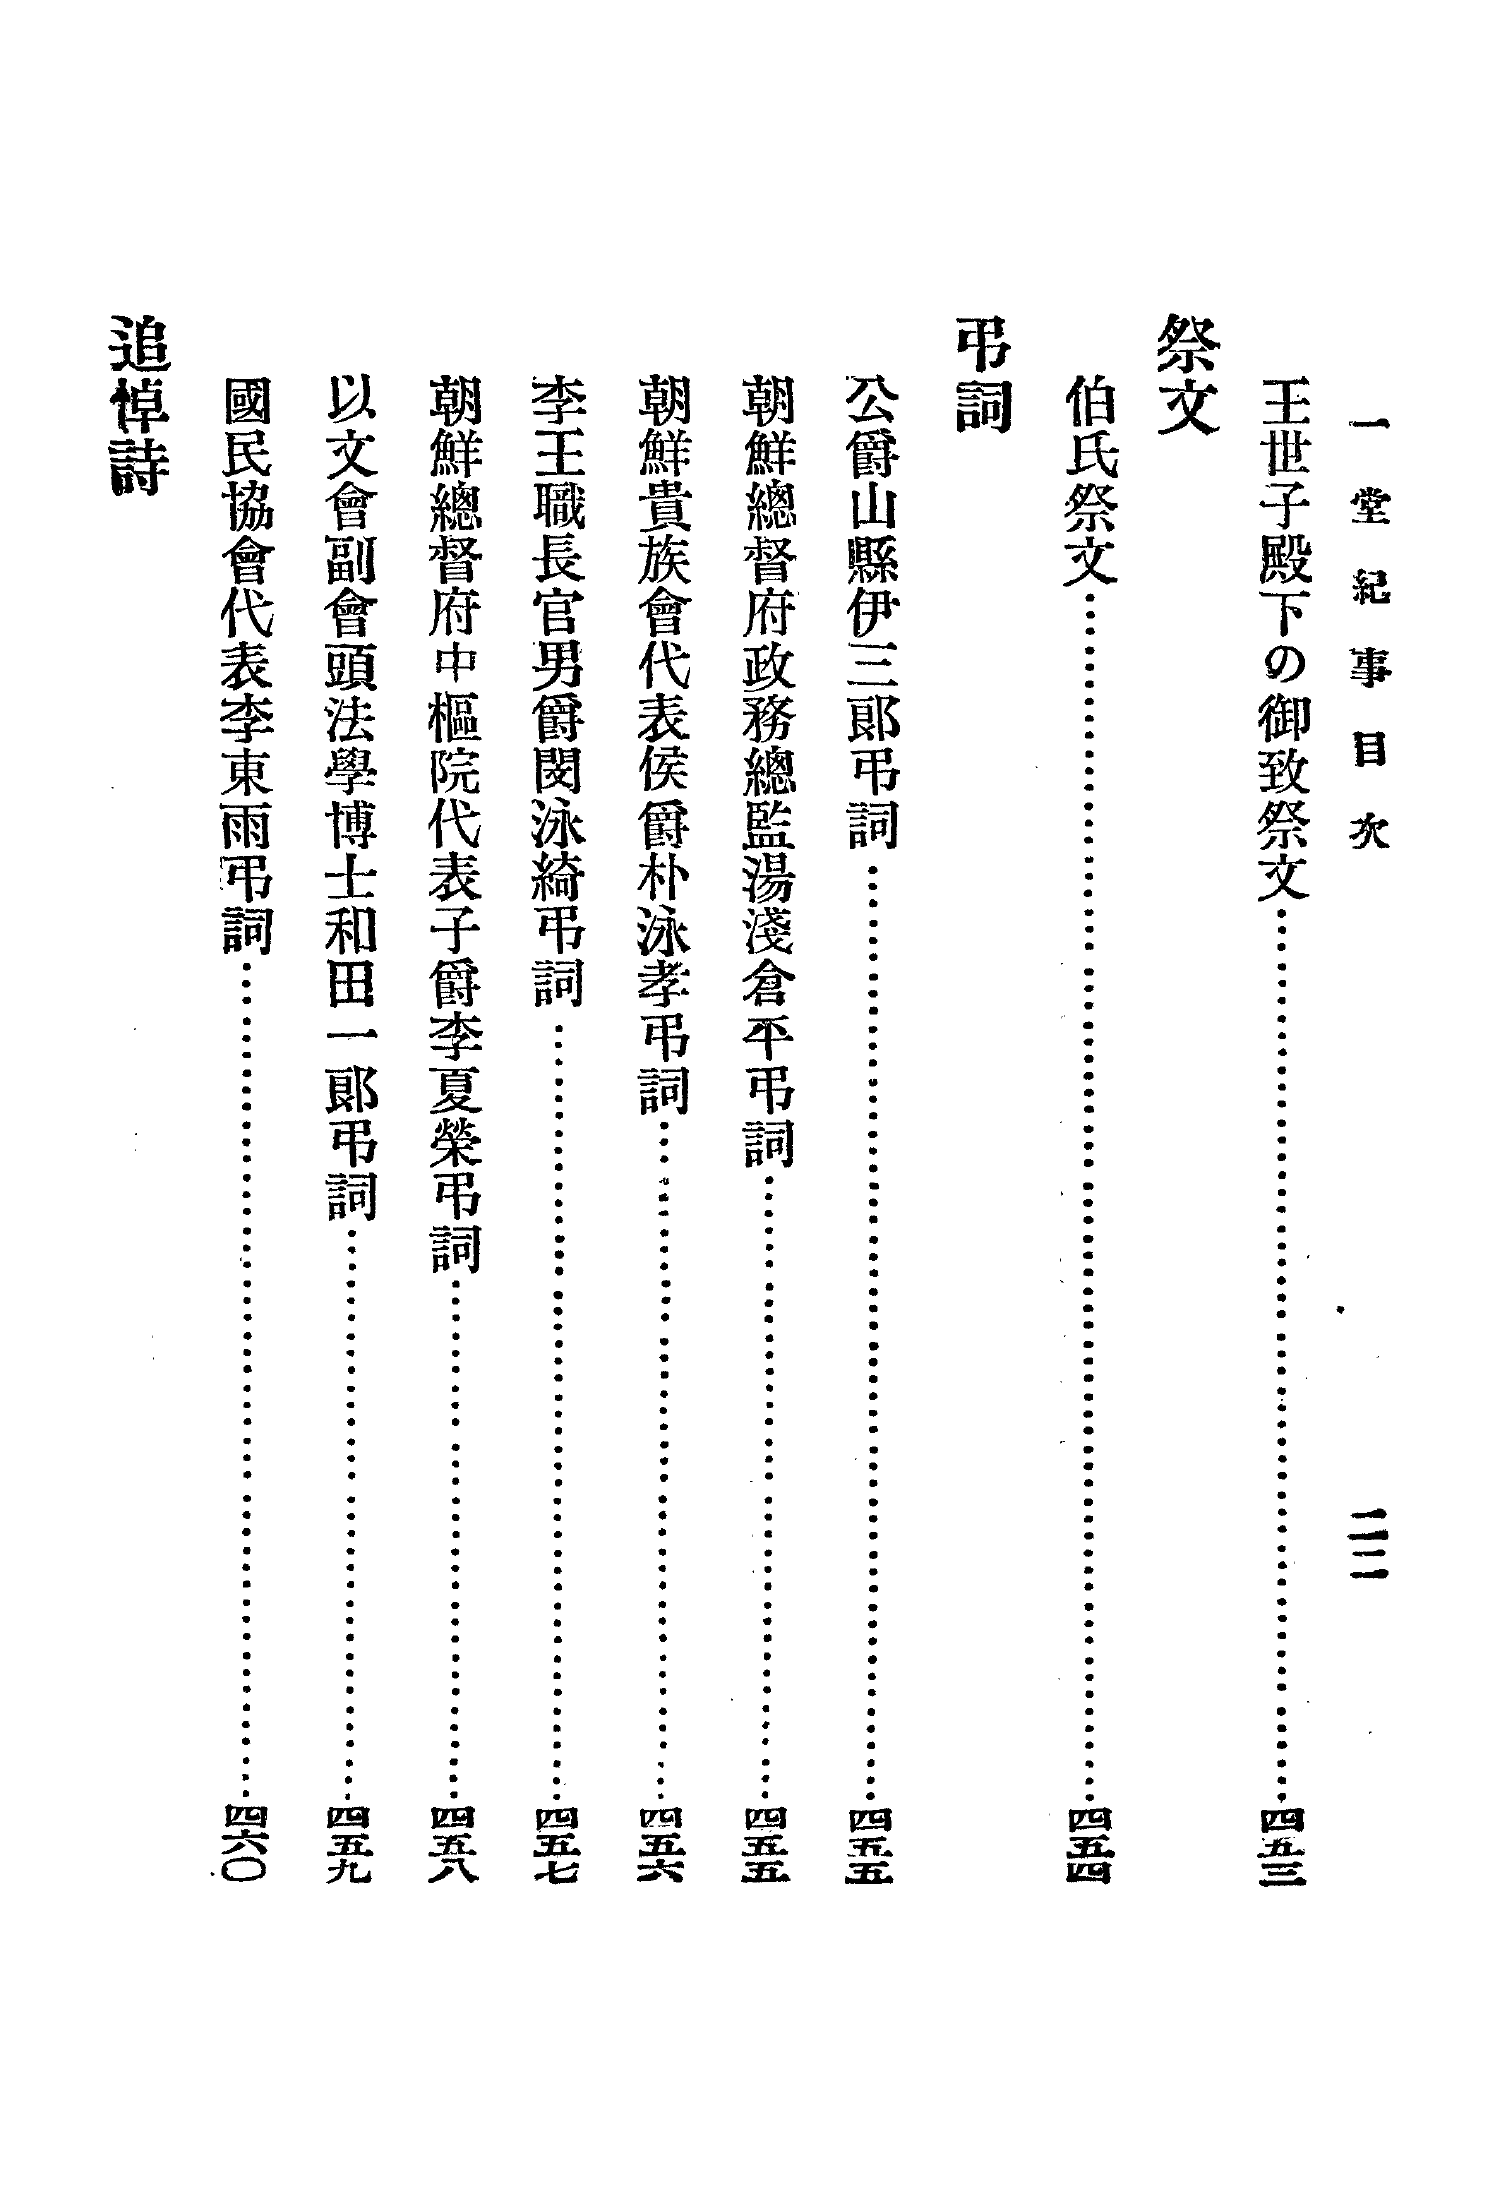 一堂紀事目次 二二
王世子殿下の御致祭文……四五三
祭文
伯氏祭文……四五四
弔詞
公爵山縣伊三郎弔詞……四五五
朝鮮總督府政務總監湯淺倉平弔詞……四五五
朝鮮貴族會代表侯爵朴泳孝弔詞……四五六
李王職長官男爵閔泳綺弔詞……四五七
朝鮮總督府中樞院代表子爵李夏榮弔詞……四五八
以文會副會頭法學博士和田一郎弔詞……四五九
國民協會代表李東雨弔詞……四六〇
追悼詩